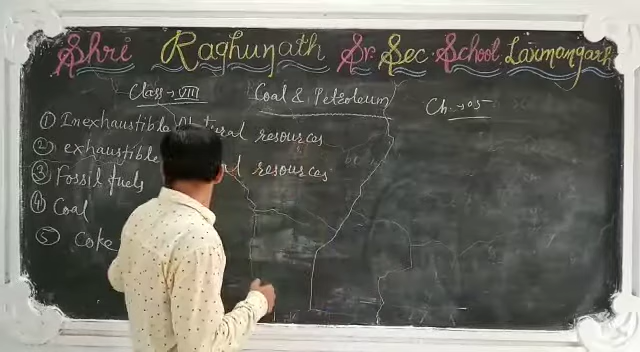 Shri Raghunath Sr. Sec. School Laxmangarh
Class → VIII Coal & Petroleum Ch. → 05
① Inexhaustible Natural resources
② exhaustible resources
③ Fossil fuels
④ Coal
⑤ Coke